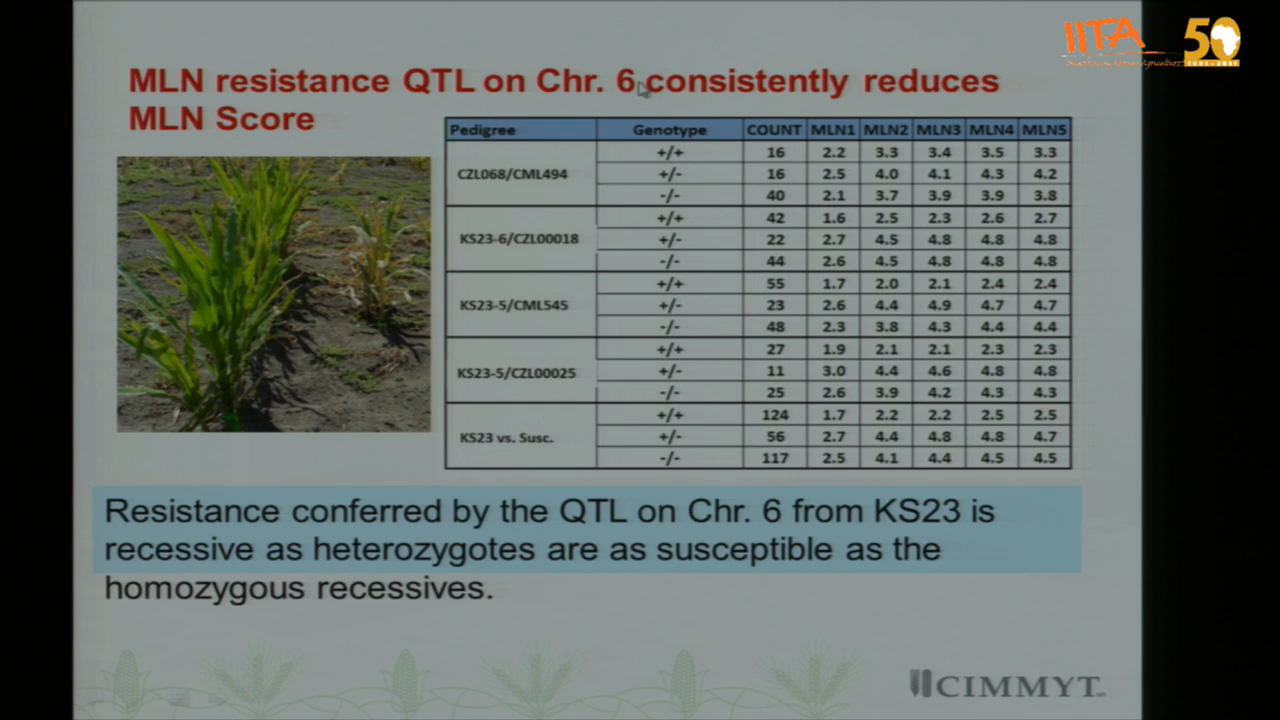 IITA 50
MLN resistance QTL on Chr. 6 consistently reduces
MLN Score
Pedigree Genotype COUNT MLN1 MLN2 MLN3 MLN4 MLN5
CZL068/CML494
+/+ 16 2.2 3.3 3.4 3.5 3.3
+/- 16 2.5 4.0 4.1 4.3 4.2
-/- 40 2.1 3.7 3.9 3.9 3.8
KS23-6/CZL00018
+/+ 42 1.6 2.5 2.3 2.6 2.7
+/- 22 2.7 4.5 4.8 4.8 4.8
-/- 44 2.6 4.5 4.8 4.8 4.8
KS23-5/CML545
+/+ 55 1.7 2.0 2.1 2.4 2.4
+/- 23 2.6 4.4 4.9 4.7 4.7
-/- 48 2.3 3.8 4.3 4.4 4.4
KS23-5/CZL00025
+/+ 27 1.9 2.1 2.1 2.3 2.3
+/- 11 3.0 4.4 4.6 4.8 4.8
-/- 25 2.6 3.9 4.2 4.3 4.3
KS23 vs. Susc.
+/+ 124 1.7 2.2 2.2 2.5 2.5
+/- 56 2.7 4.4 4.8 4.8 4.7
-/- 117 2.5 4.1 4.4 4.5 4.5
Resistance conferred by the QTL on Chr. 6 from KS23 is
recessive as heterozygotes are as susceptible as the
homozygous recessives.
CIMMYT